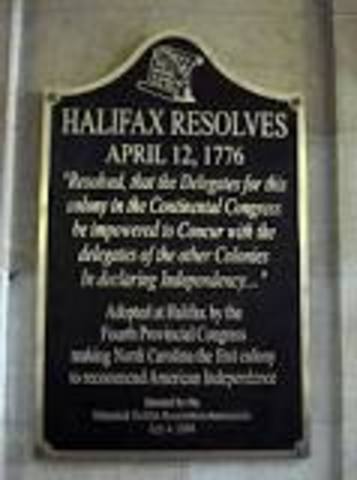 HALIFAX RESOLVES
APRIL 12, 1776
"Resolved, that the Delegates for this
colony in the Continental Congress
be impowered to Concur with the
delegates of the other Colonies
in declaring Independency..."
Adopted at Halifax by the
Fourth Provincial Congress
making North Carolina the first colony
to recommend American Independence